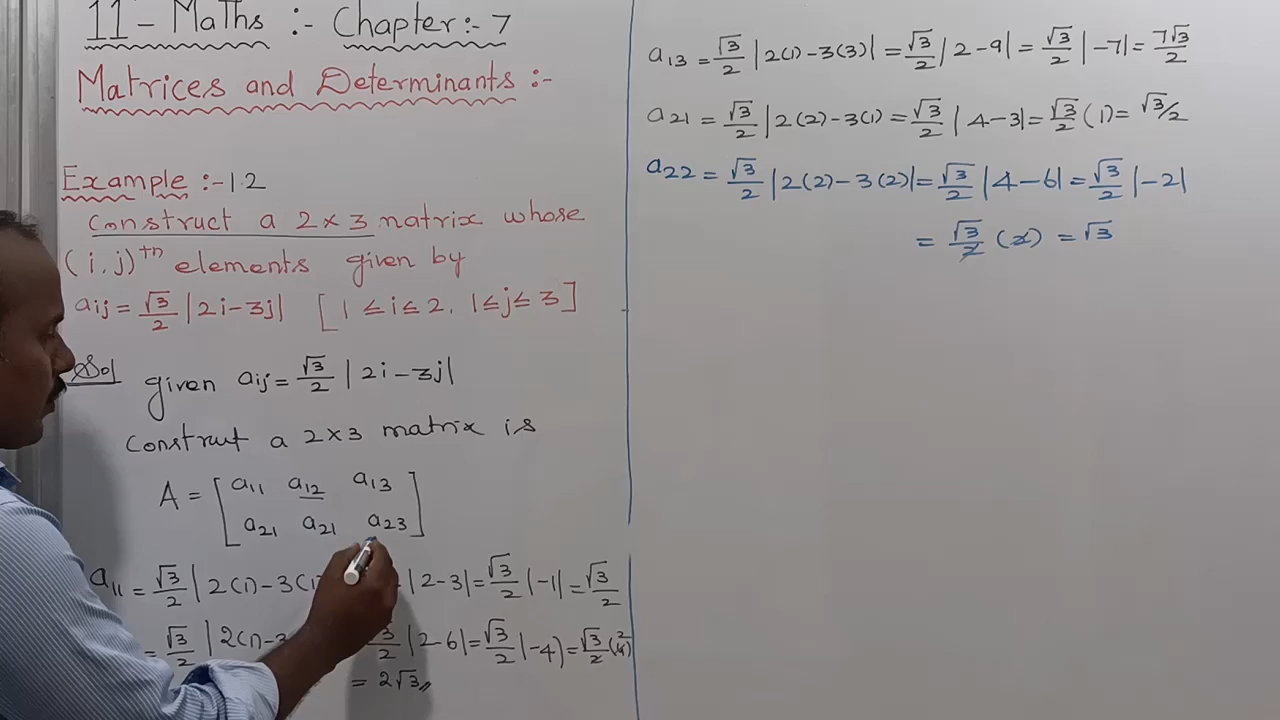 11 - Maths :- Chapter:- 7
Matrices and Determinants :-
Example :- 1.2
Construct a 2 × 3 matrix whose
(i, j)ᵗʰ elements given by
aij = √3/2 |2i-3j| [1 ≤ i ≤ 2, 1 ≤ j ≤ 3]
Sol given aij = √3/2 | 2i - 3j|
Construct a 2×3 matrix is
A = [ a11 a12 a13
a21 a21 a23 ]
a11 = √3/2 | 2(1) - 3(1) |2-3| = √3/2 |-1| = √3/2
= √3/2 |2(1) - 3 √3/2 |2-6| = √3/2 |-4| = √3/2 (4) 2
= 2√3
a13 = √3/2 |2(1) - 3(3)| = √3/2 |2-9| = √3/2 |-7| = 7√3/2
a21 = √3/2 |2(2) - 3(1) = √3/2 | 4-3| = √3/2 (1) = √3/2
a22 = √3/2 |2(2) - 3(2)| = √3/2 |4-6| = √3/2 |-2|
= √3/2 (2) = √3